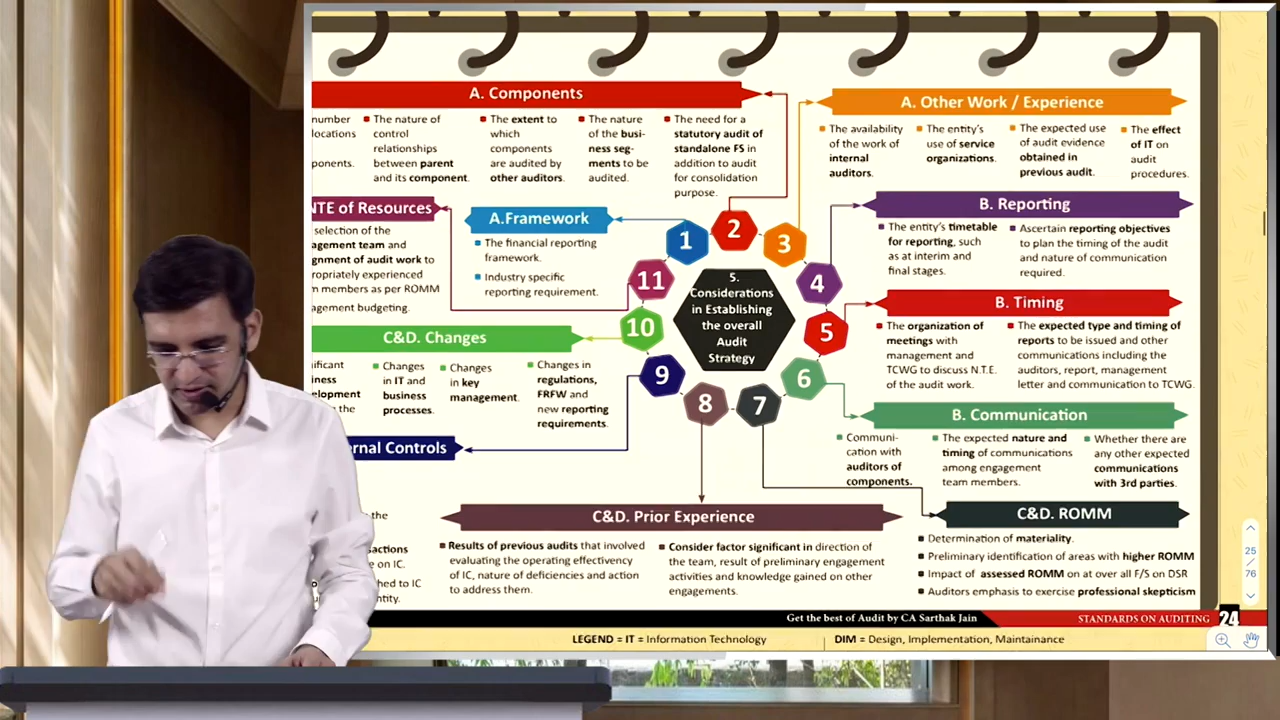 A. Components
number
locations
ponents.
The nature of
control
relationships
between parent
and its component.
The extent to
which
components
are audited by
other auditors.
The nature
of the busi-
ness seg-
ments to be
audited.
The need for a
statutory audit of
standalone FS in
addition to audit
for consolidation
purpose.
A. Other Work / Experience
The availability
of the work of
internal
auditors.
The entity's
use of service
organizations.
The expected use
of audit evidence
obtained in
previous audit.
The effect
of IT on
audit
procedures.
NTE of Resources
selection of the
agement team and
gnment of audit work to
ropriately experienced
m members as per ROMM
agement budgeting.
A.Framework
The financial reporting
framework.
Industry specific
reporting requirement.
B. Reporting
The entity's timetable
for reporting, such
as at interim and
final stages.
Ascertain reporting objectives
to plan the timing of the audit
and nature of communication
required.
1
2
3
4
5
6
7
8
9
10
11
5.
Considerations
in Establishing
the overall
Audit
Strategy
B. Timing
The organization of
meetings with
management and
TCWG to discuss N.T.E.
of the audit work.
The expected type and timing of
reports to be issued and other
communications including the
auditors, report, management
letter and communication to TCWG.
C&D. Changes
ificant
iness
elopment
the
Changes
in IT and
business
processes.
Changes
in key
management.
Changes in
regulations,
FRFW and
new reporting
requirements.
B. Communication
Communi-
cation with
auditors of
components.
The expected nature and
timing of communications
among engagement
team members.
Whether there are
any other expected
communications
with 3rd parties.
ernal Controls
the
sactions
e on IC.
hed to IC
ntity.
C&D. Prior Experience
Results of previous audits that involved
evaluating the operating effectivity
of IC, nature of deficiencies and action
to address them.
Consider factor significant in direction of
the team, result of preliminary engagement
activities and knowledge gained on other
engagements.
C&D. ROMM
Determination of materiality.
Preliminary identification of areas with higher ROMM
Impact of assessed ROMM on at over all F/S on DSR
Auditors emphasis to exercise professional skepticism
Get the best of Audit by CA Sarthak Jain
STANDARDS ON AUDITING 24
LEGEND = IT = Information Technology
DIM = Design, Implementation, Maintainance
25
/
76